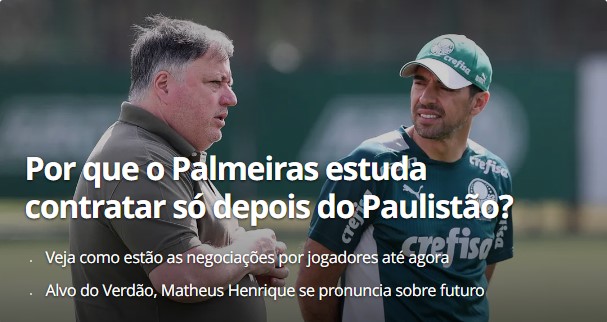 crefisa
crefisa
Por que o Palmeiras estuda
contratar só depois do Paulistão?
crefisa
crefisa
Veja como estão as negociações por jogadores até agora
Alvo do Verdão, Matheus Henrique se pronuncia sobre futuro